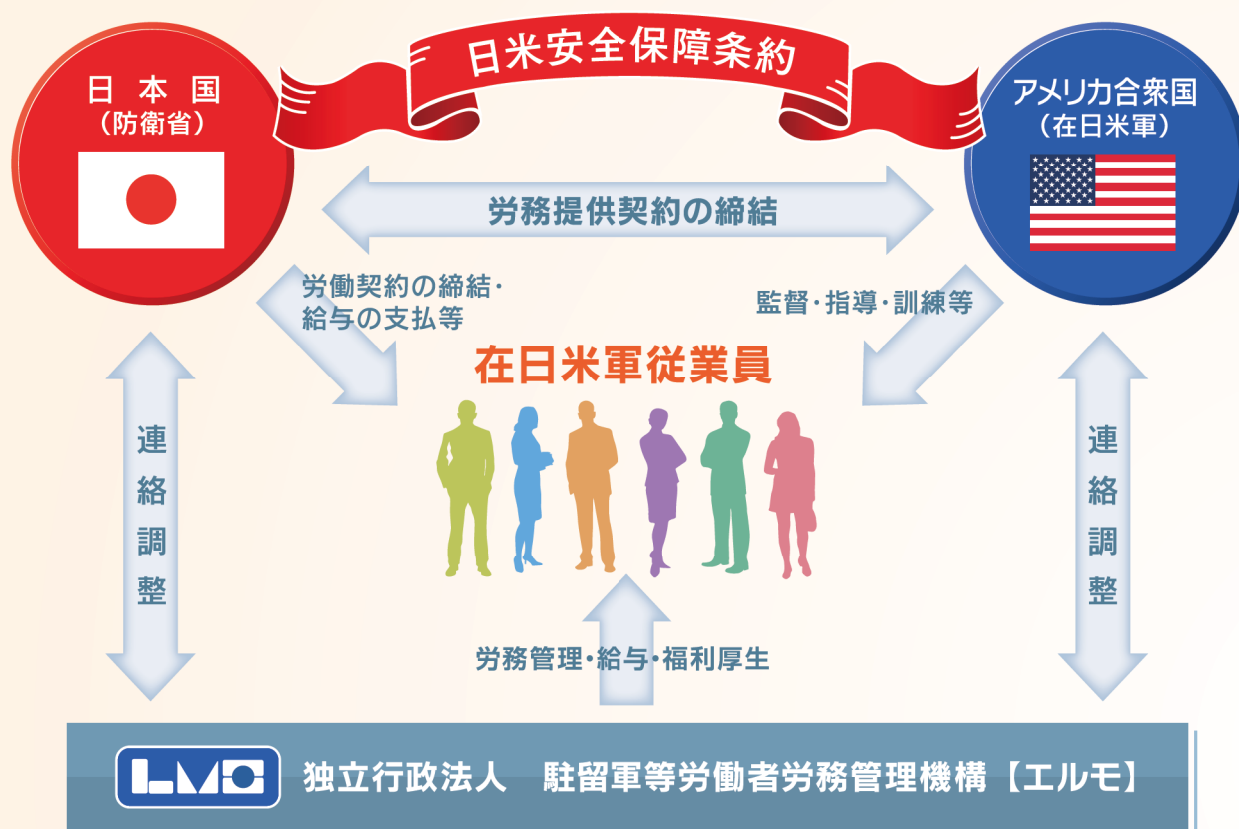 日米安全保障条約
日本国
（防衛省）
アメリカ合衆国
（在日米軍）
労務提供契約の締結
労働契約の締結・
給与の支払等
監督・指導・訓練等
在日米軍従業員
連絡調整
連絡調整
労務管理・給与・福利厚生
LMO 独立行政法人　駐留軍等労働者労務管理機構【エルモ】